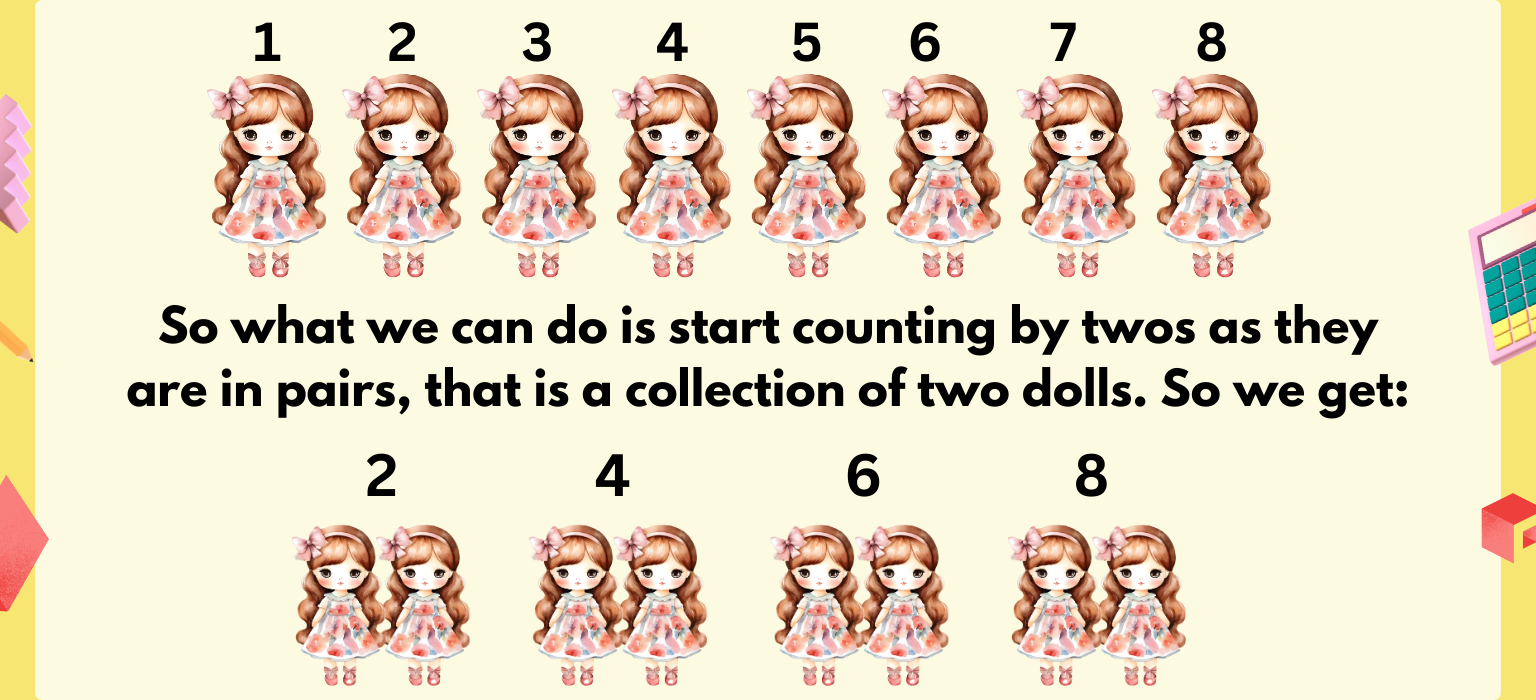 1 2 3 4 5 6 7 8
So what we can do is start counting by twos as they
are in pairs, that is a collection of two dolls. So we get:
2 4 6 8